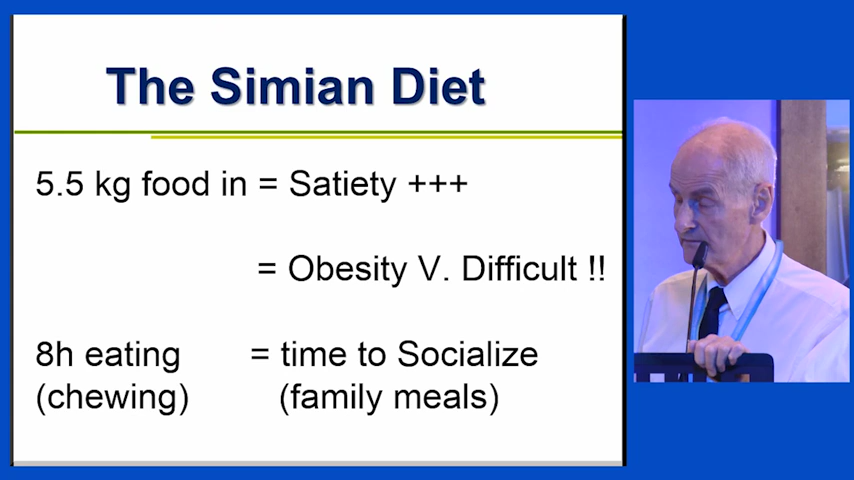 The Simian Diet
5.5 kg food in = Satiety +++
= Obesity V. Difficult !!
8h eating = time to Socialize
(chewing) (family meals)